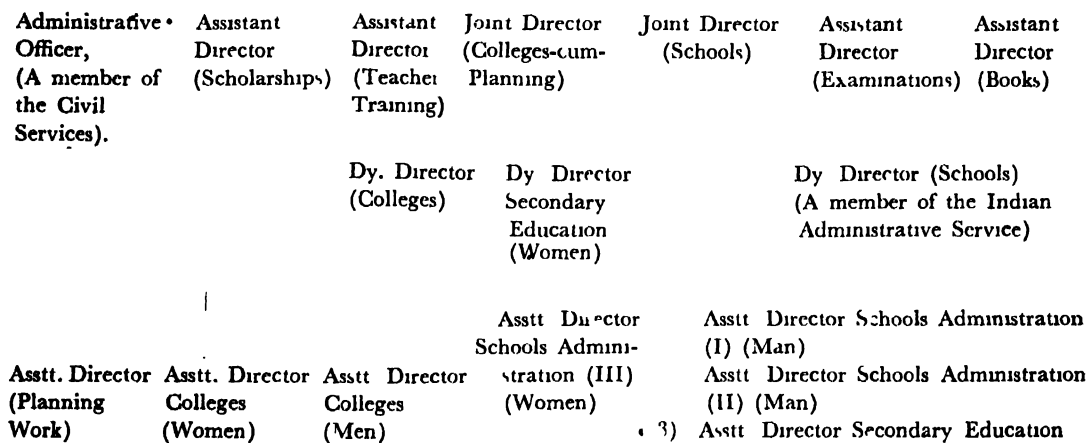 Administrative
Officer,
(A member of
the Civil
Services).
Assistant
Director
(Scholarships)
Assistant
Director
(Teacher
Training)
Joint Director
(Colleges-cum-
Planning)
Joint Director
(Schools)
Assistant
Director
(Examinations)
Assistant
Director
(Books)
Dy. Director
(Colleges)
Dy Director
Secondary
Education
(Women)
Dy Director (Schools)
(A member of the Indian
Administrative Service)
Asstt. Director
(Planning
Work)
Asstt. Director
Colleges
(Women)
Asstt Director
Colleges
(Men)
Asstt Director
Schools Admini-
stration (III)
(Women)
Asstt Director Schools Administration
(I) (Man)
Asstt Director Schools Administration
(II) (Man)
3) Asstt Director Secondary Education